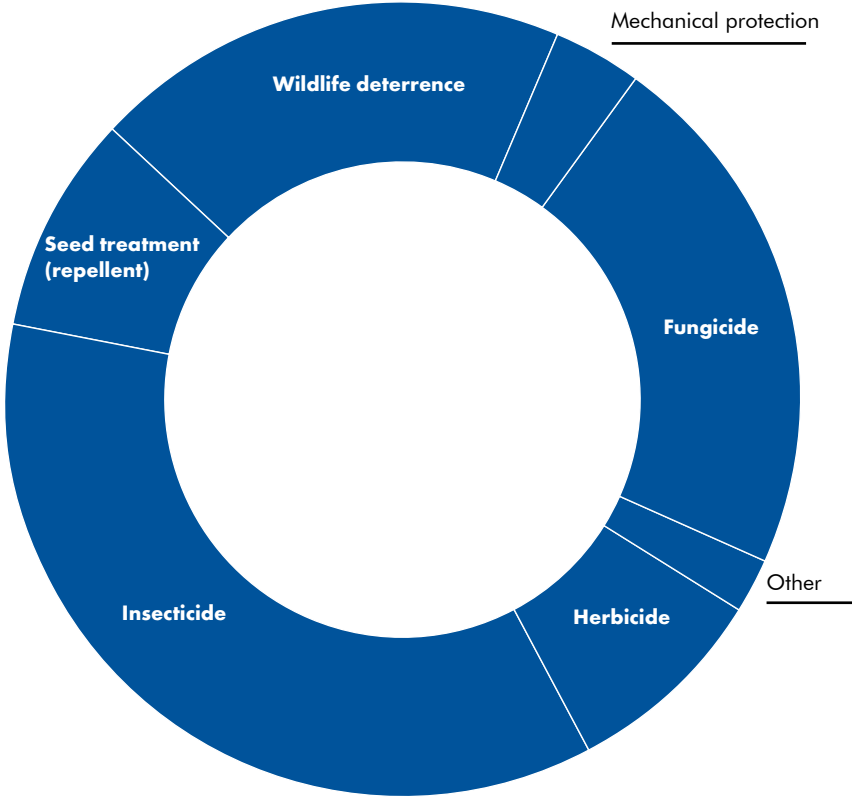 Mechanical protection
Wildlife deterrence
Seed treatment
(repellent)
Fungicide
Other
Insecticide
Herbicide